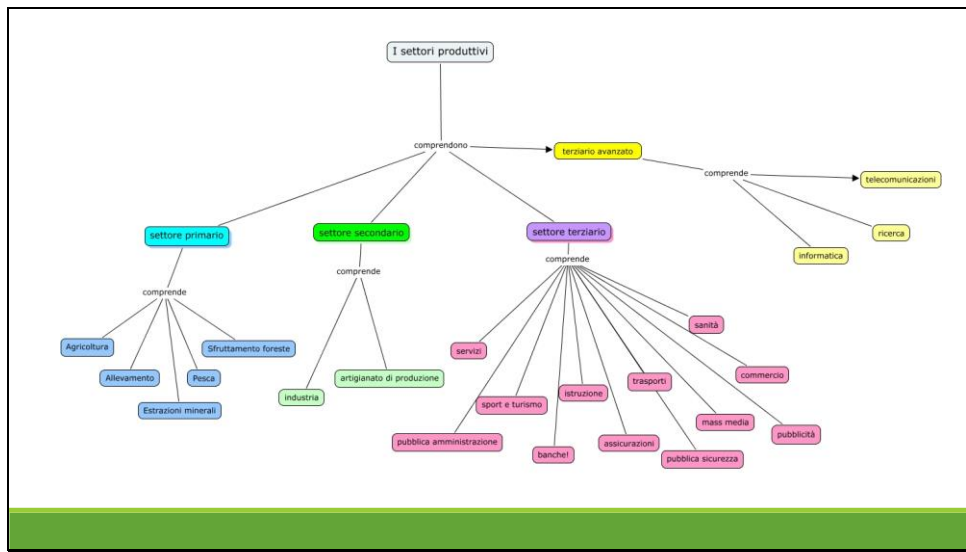 I settori produttivi
comprendono
terziario avanzato
comprende
telecomunicazioni
ricerca
informatica
settore primario
settore secondario
settore terziario
comprende
comprende
comprende
Agricoltura
Sfruttamento foreste
Allevamento
Pesca
Estrazioni minerali
artigianato di produzione
industria
sanità
servizi
commercio
trasporti
istruzione
sport e turismo
mass media
pubblicità
pubblica amministrazione
assicurazioni
banche!
pubblica sicurezza